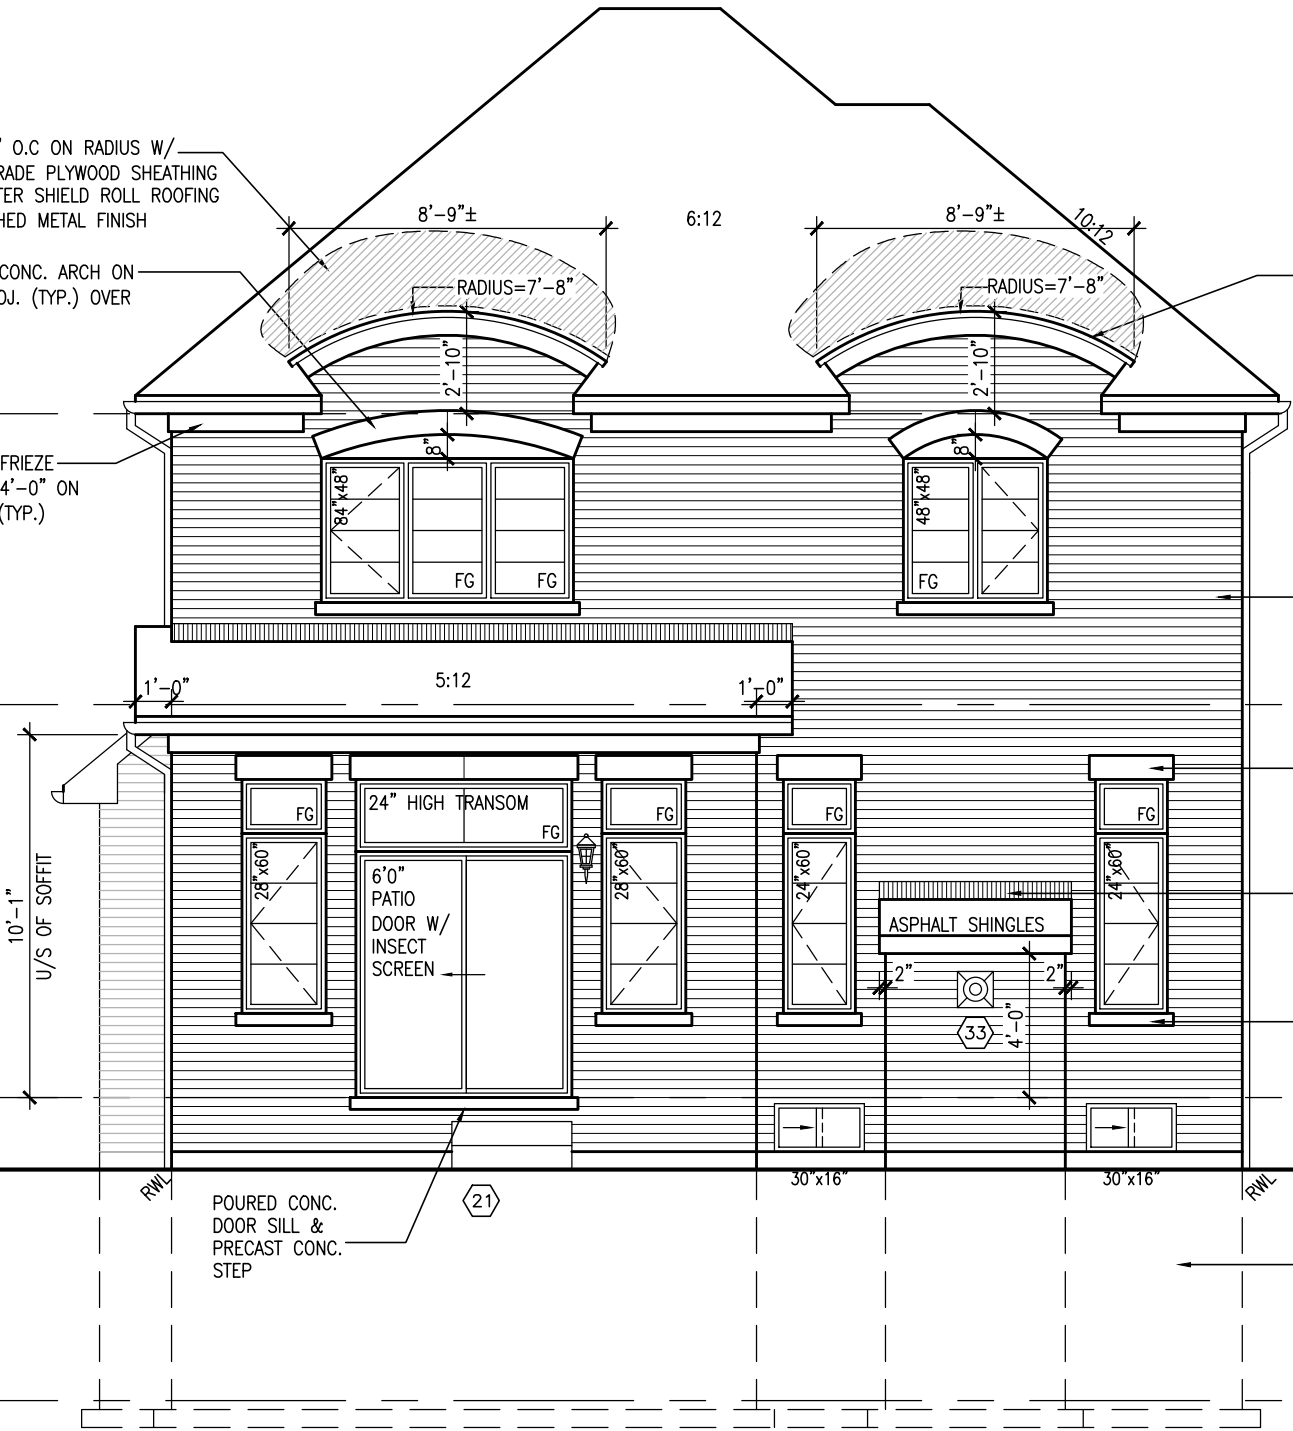 ' O.C ON RADIUS W/
RADE PLYWOOD SHEATHING
TER SHIELD ROLL ROOFING
HED METAL FINISH
8'-9"±
6:12
8'-9"±
10:12
CONC. ARCH ON
OJ. (TYP.) OVER
RADIUS=7'-8"
RADIUS=7'-8"
2'-10"
2'-10"
8"
8"
FRIEZE
4'-0" ON
(TYP.)
84"x48"
FG
FG
48"x48"
FG
1'-0"
5:12
1'-0"
24" HIGH TRANSOM
FG
FG
FG
FG
FG
28"x60"
6'0"
PATIO
DOOR W/
INSECT
SCREEN
28"x60"
24"x60"
24"x60"
ASPHALT SHINGLES
2"
2"
33
4'-0"
10'-1"
U/S OF SOFFIT
RWL
30"x16"
30"x16"
RWL
POURED CONC.
DOOR SILL &
PRECAST CONC.
STEP
21